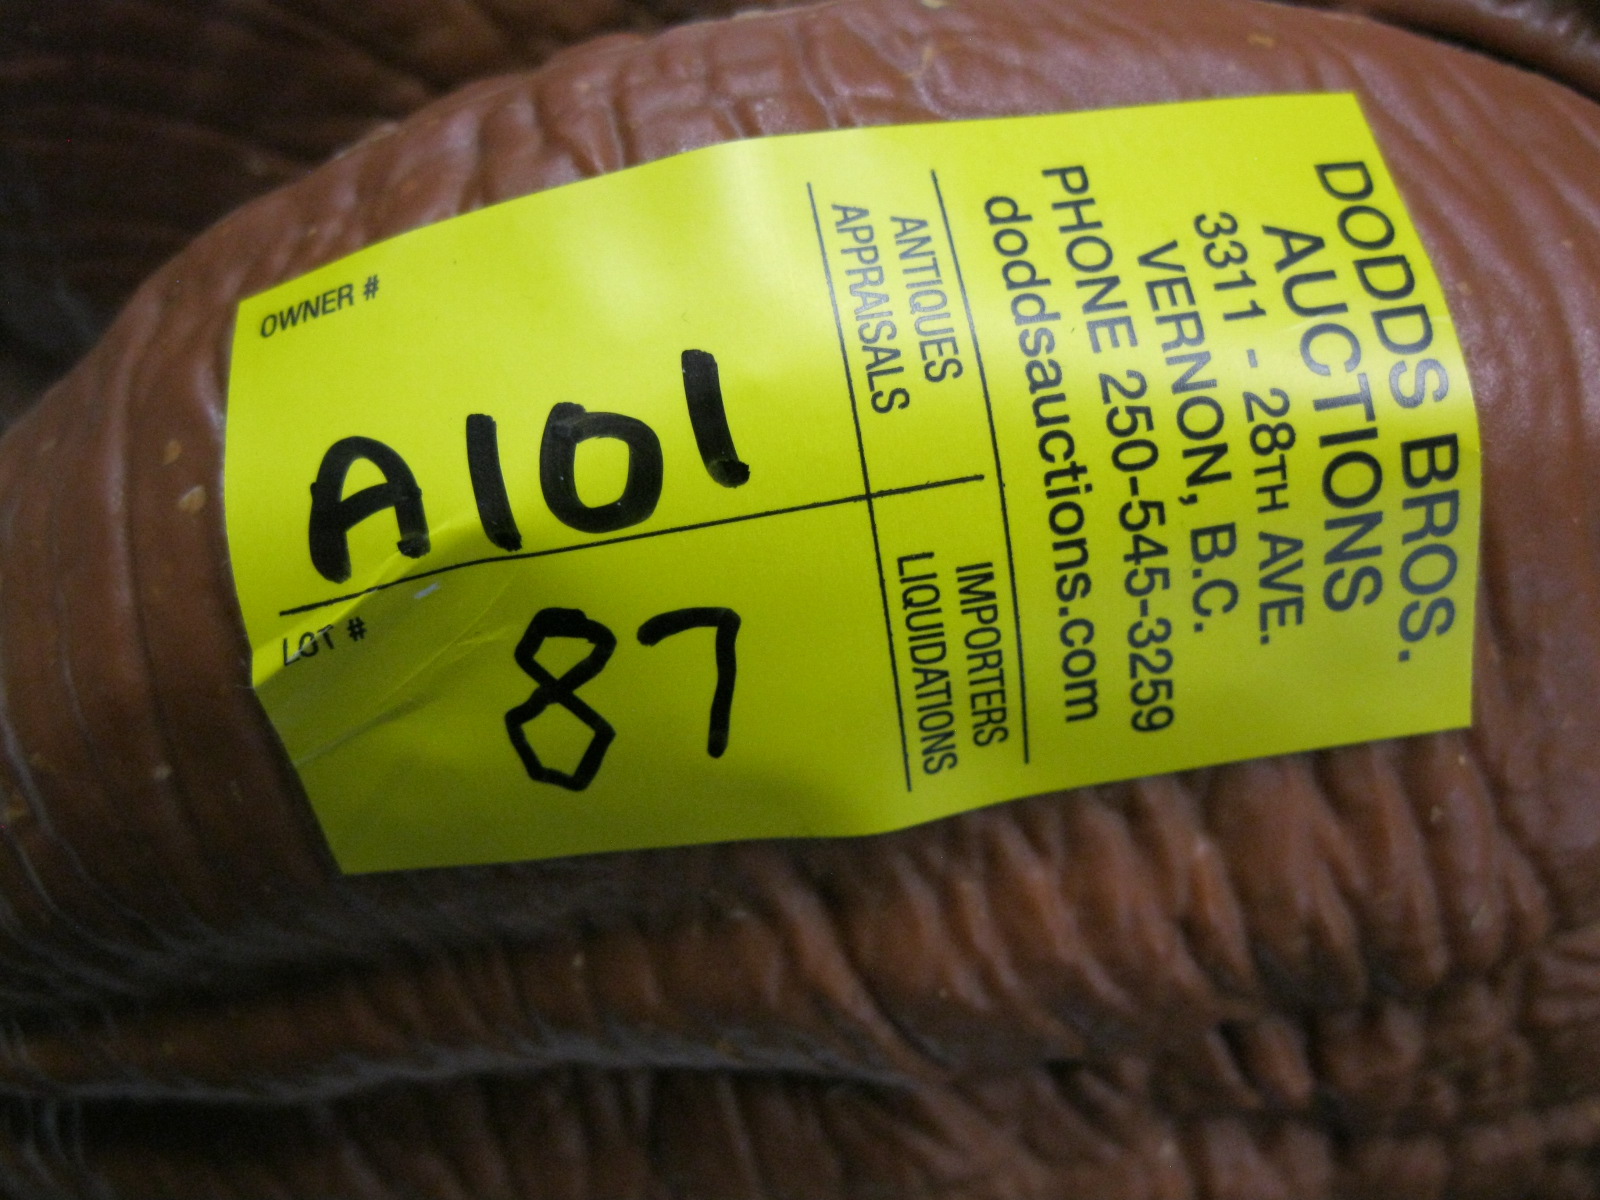 DODDS BROS.
AUCTIONS
3311 - 28TH AVE.
VERNON, B.C.
PHONE 250-545-3259
doddsauctions.com
ANTIQUES
APPRAISALS
IMPORTERS
LIQUIDATIONS
OWNER #
A101
LOT #
87